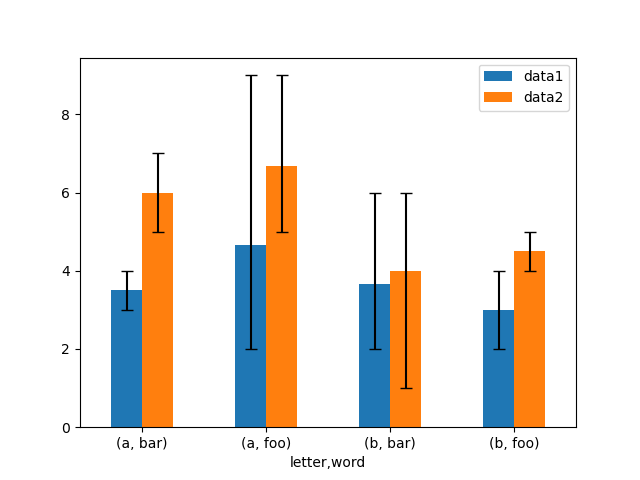 data1
data2
8
6
4
2
0
(a, bar) (a, foo) (b, bar) (b, foo)
letter,word